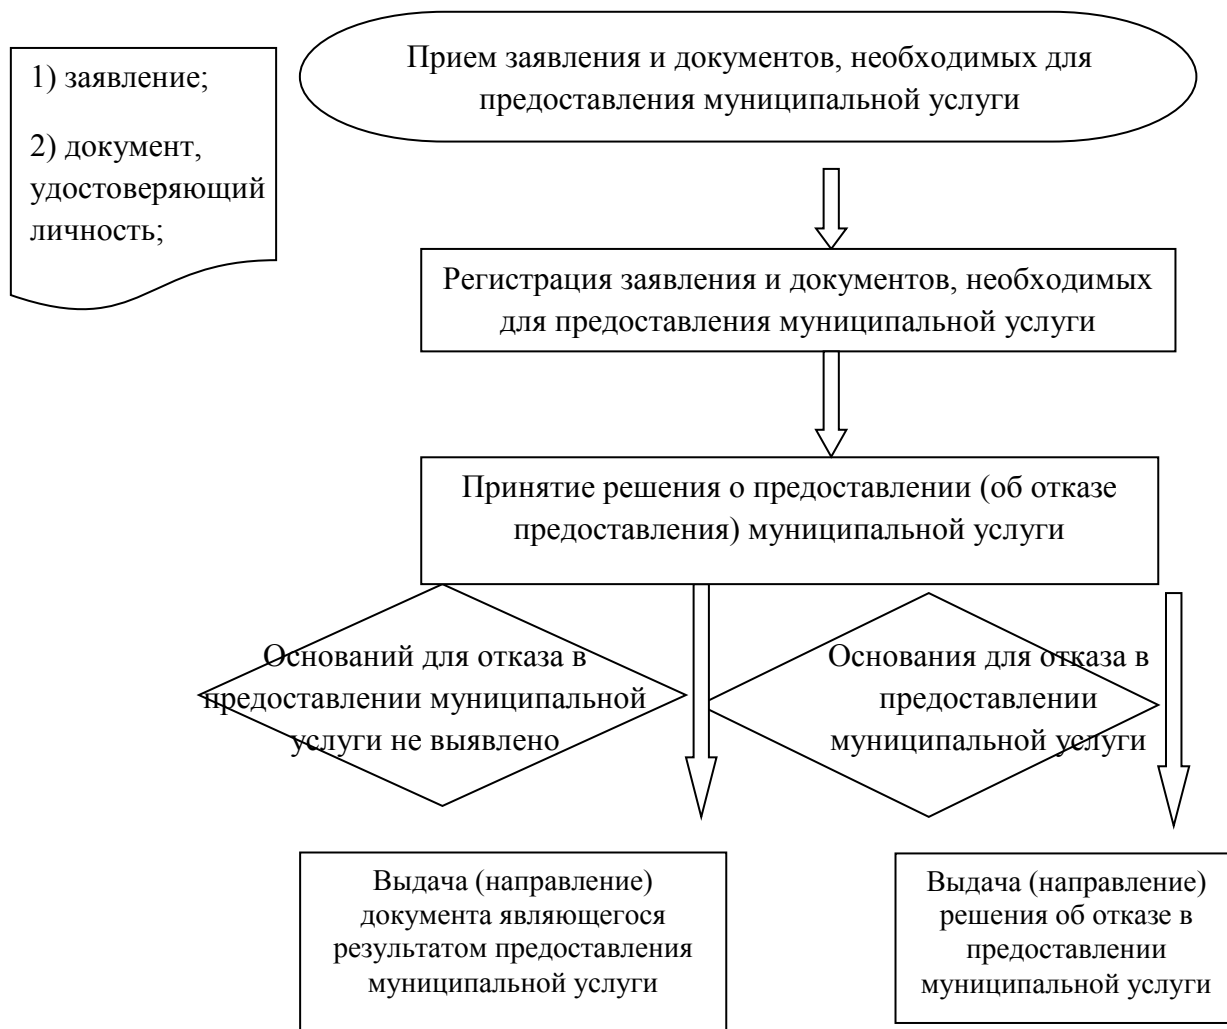 1) заявление;
2) документ,
удостоверяющий
личность;
Прием заявления и документов, необходимых для
предоставления муниципальной услуги
Регистрация заявления и документов, необходимых
для предоставления муниципальной услуги
Принятие решения о предоставлении (об отказе
предоставления) муниципальной услуги
Оснований для отказа в
предоставлении муниципальной
услуги не выявлено
Основания для отказа в
предоставлении
муниципальной услуги
Выдача (направление)
документа являющегося
результатом предоставления
муниципальной услуги
Выдача (направление)
решения об отказе в
предоставлении
муниципальной услуги